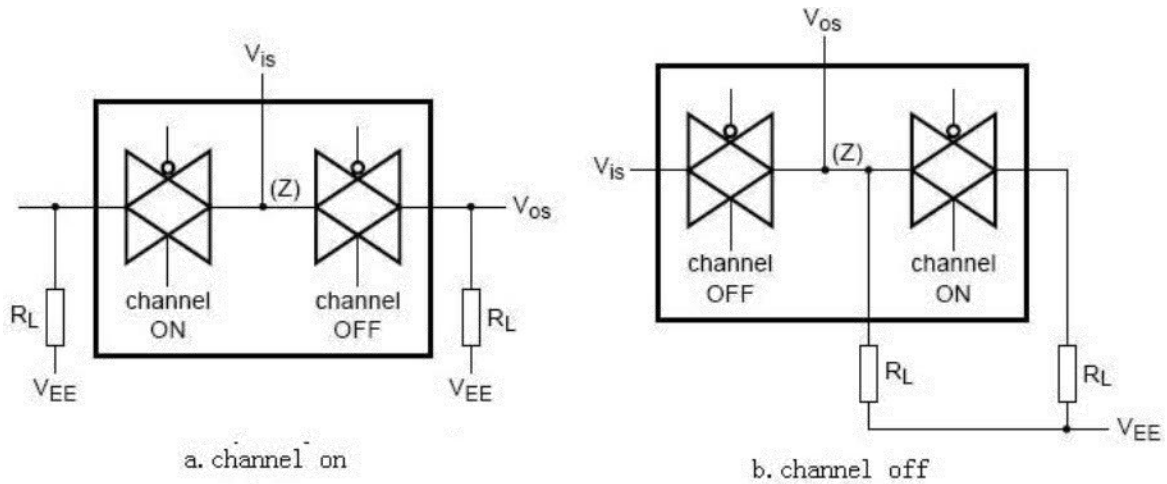 Vis
(Z)
Vos
channel
ON
channel
OFF
RL
RL
VEE
VEE
a. channel on
Vos
Vis
(Z)
channel
OFF
channel
ON
RL
RL
VEE
b. channel off